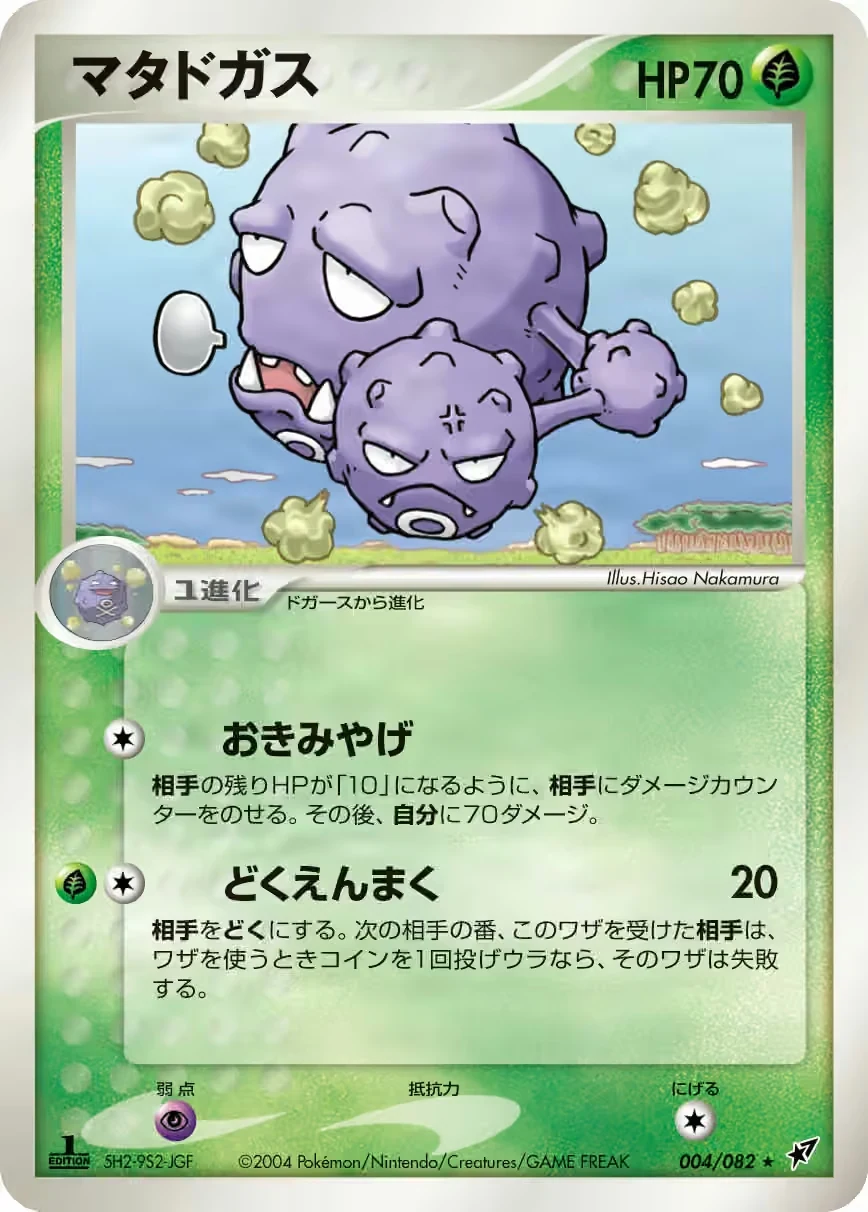 マタドガス
HP70
Illus.Hisao Nakamura
1進化
ドガースから進化
おきみやげ
相手の残りHPが「10」になるように、相手にダメージカウン
ターをのせる。その後、自分に70ダメージ。
どくえんまく 20
相手をどくにする。次の相手の番、このワザを受けた相手は、
ワザを使うときコインを1回投げウラなら、そのワザは失敗
する。
弱点 抵抗力 にげる
1 EDITION 5H2-9S2-JGF ©2004 Pokémon/Nintendo/Creatures/GAME FREAK 004/082 ★